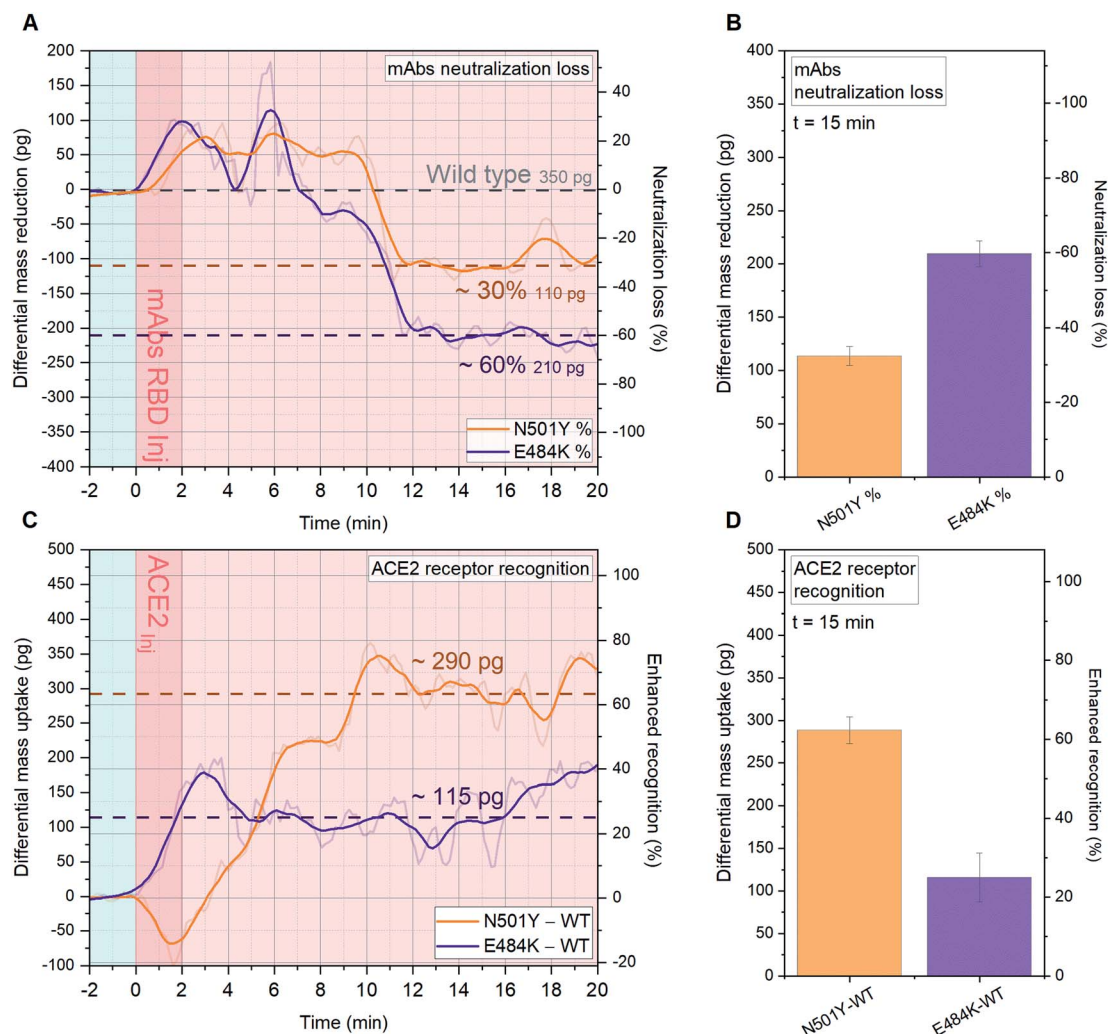 A
Differential mass reduction (pg)
200
150
100
50
0
-50
-100
-150
-200
-250
-300
-350
-400
mAbs neutralization loss
Wild type 350 pg
~ 30% 110 pg
~ 60% 210 pg
mAbs RBD Inj
N501Y %
E484K %
40
20
0
-20
-40
-60
-80
-100
Neutralization loss (%)
-2 0 2 4 6 8 10 12 14 16 18 20
Time (min)
B
Differential mass reduction (pg)
400
350
300
250
200
150
100
50
0
mAbs
neutralization loss
t = 15 min
-100
-80
-60
-40
-20
0
Neutralization loss (%)
N501Y %
E484K %
C
Differential mass uptake (pg)
500
450
400
350
300
250
200
150
100
50
0
-50
-100
ACE2 receptor recognition
ACE2 Inj
~ 290 pg
~ 115 pg
N501Y – WT
E484K – WT
100
80
60
40
20
0
-20
Enhanced recognition (%)
-2 0 2 4 6 8 10 12 14 16 18 20
Time (min)
D
Differential mass uptake (pg)
500
450
400
350
300
250
200
150
100
50
0
ACE2 receptor
recognition
t = 15 min
100
80
60
40
20
0
Enhanced recognition (%)
N501Y-WT
E484K-WT